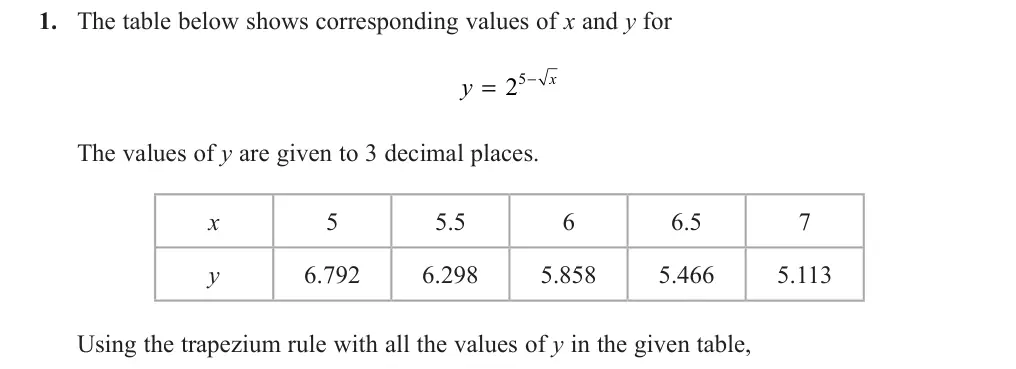 1. The table below shows corresponding values of x and y for
y = 2^{5−√x}
The values of y are given to 3 decimal places.
x 5 5.5 6 6.5 7
y 6.792 6.298 5.858 5.466 5.113
Using the trapezium rule with all the values of y in the given table,